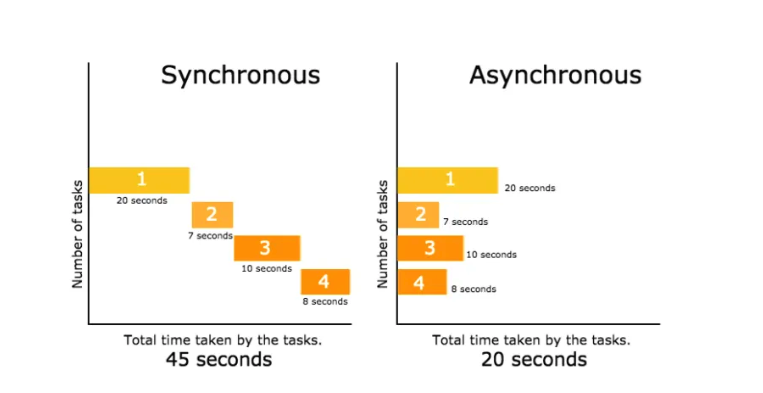 Synchronous
Number of tasks
1
20 seconds
2
7 seconds
3
10 seconds
4
8 seconds
Total time taken by the tasks.
45 seconds
Asynchronous
Number of tasks
1
20 seconds
2
7 seconds
3
10 seconds
4
8 seconds
Total time taken by the tasks.
20 seconds